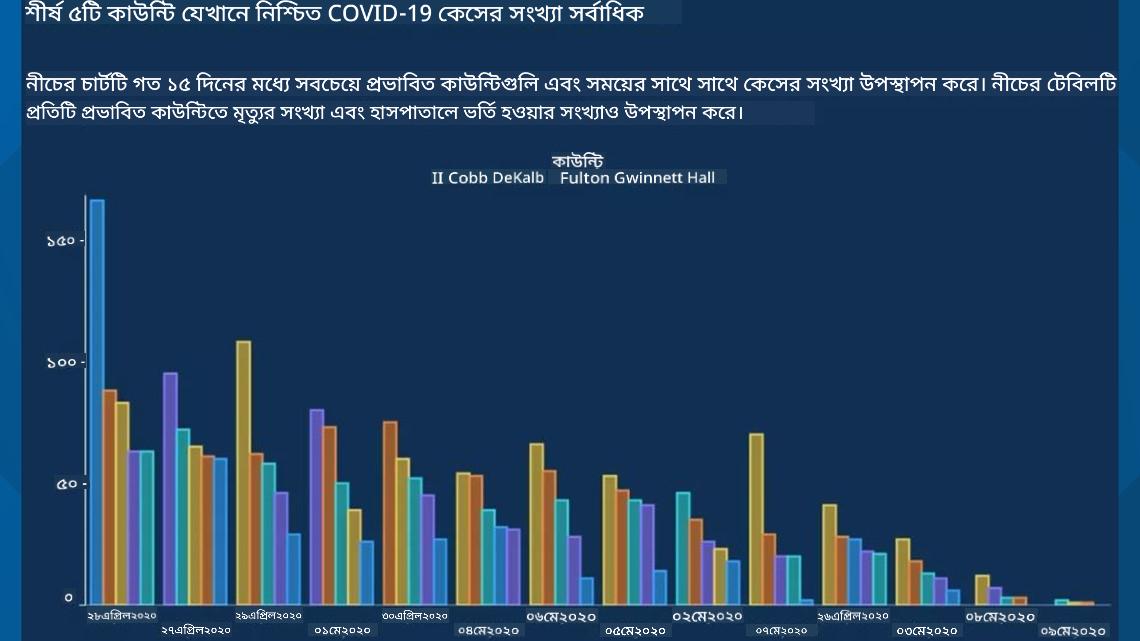 শীর্ষ ৫টি কাউন্টি যেখানে নিশ্চিত COVID-19 কেসের সংখ্যা সর্বাধিক
নীচের চার্টটি গত ১৫ দিনের মধ্যে সবচেয়ে প্রভাবিত কাউন্টিগুলি এবং সময়ের সাথে সাথে কেসের সংখ্যা উপস্থাপন করে। নীচের টেবিলটি
প্রতিটি প্রভাবিত কাউন্টিতে মৃত্যুর সংখ্যা এবং হাসপাতালে ভর্তি হওয়ার সংখ্যাও উপস্থাপন করে।
কাউন্টি
II Cobb DeKalb Fulton Gwinnett Hall
১৫০
১০০
৫০
০
২৮এপ্রিল২০২০ ২৯এপ্রিল২০২০ ৩০এপ্রিল২০২০ ০৬মে২০২০ ০২মে২০২০ ২৬এপ্রিল২০২০ ০৮মে২০২০
২৭এপ্রিল২০২০ ০১মে২০২০ ০৪মে২০২০ ০৫মে২০২০ ০৭মে২০২০ ০৩মে২০২০ ০৯মে২০২০